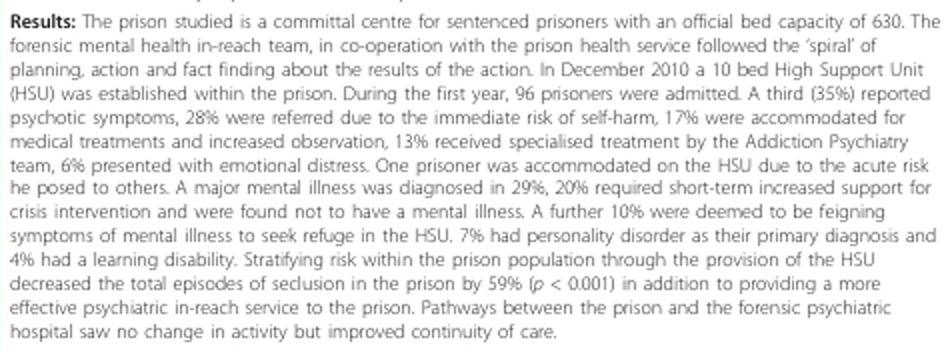 Results: The prison studied is a committal centre for sentenced prisoners with an official bed capacity of 630. The
forensic mental health in-reach team, in co-operation with the prison health service followed the 'spiral' of
planning, action and fact finding about the results of the action. In December 2010 a 10 bed High Support Unit
(HSU) was established within the prison. During the first year, 96 prisoners were admitted. A third (35%) reported
psychotic symptoms, 28% were referred due to the immediate risk of self-harm, 17% were accommodated for
medical treatments and increased observation, 13% received specialised treatment by the Addiction Psychiatry
team, 6% presented with emotional distress. One prisoner was accommodated on the HSU due to the acute risk
he posed to others. A major mental illness was diagnosed in 29%, 20% required short-term increased support for
crisis intervention and were found not to have a mental illness. A further 10% were deemed to be feigning
symptoms of mental illness to seek refuge in the HSU. 7% had personality disorder as their primary diagnosis and
4% had a learning disability. Stratifying risk within the prison population through the provision of the HSU
decreased the total episodes of seclusion in the prison by 59% (p < 0.001) in addition to providing a more
effective psychiatric in-reach service to the prison. Pathways between the prison and the forensic psychiatric
hospital saw no change in activity but improved continuity of care.